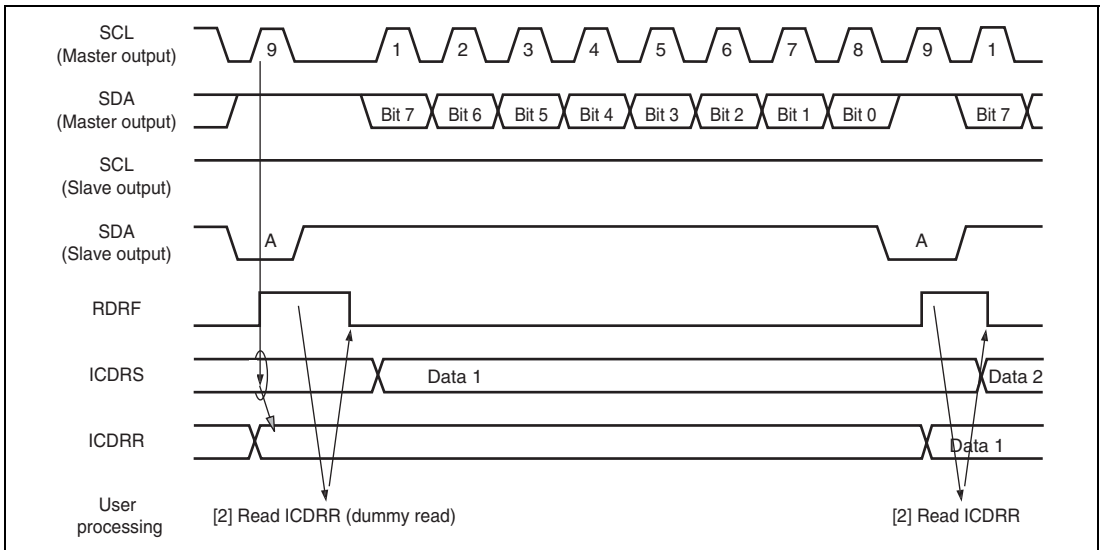 SCL
(Master output)
9 1 2 3 4 5 6 7 8 9 1
SDA
(Master output)
Bit 7 Bit 6 Bit 5 Bit 4 Bit 3 Bit 2 Bit 1 Bit 0 Bit 7
SCL
(Slave output)
SDA
(Slave output)
A A
RDRF
ICDRS
Data 1 Data 2
ICDRR
Data 1
User
processing
[2] Read ICDRR (dummy read) [2] Read ICDRR